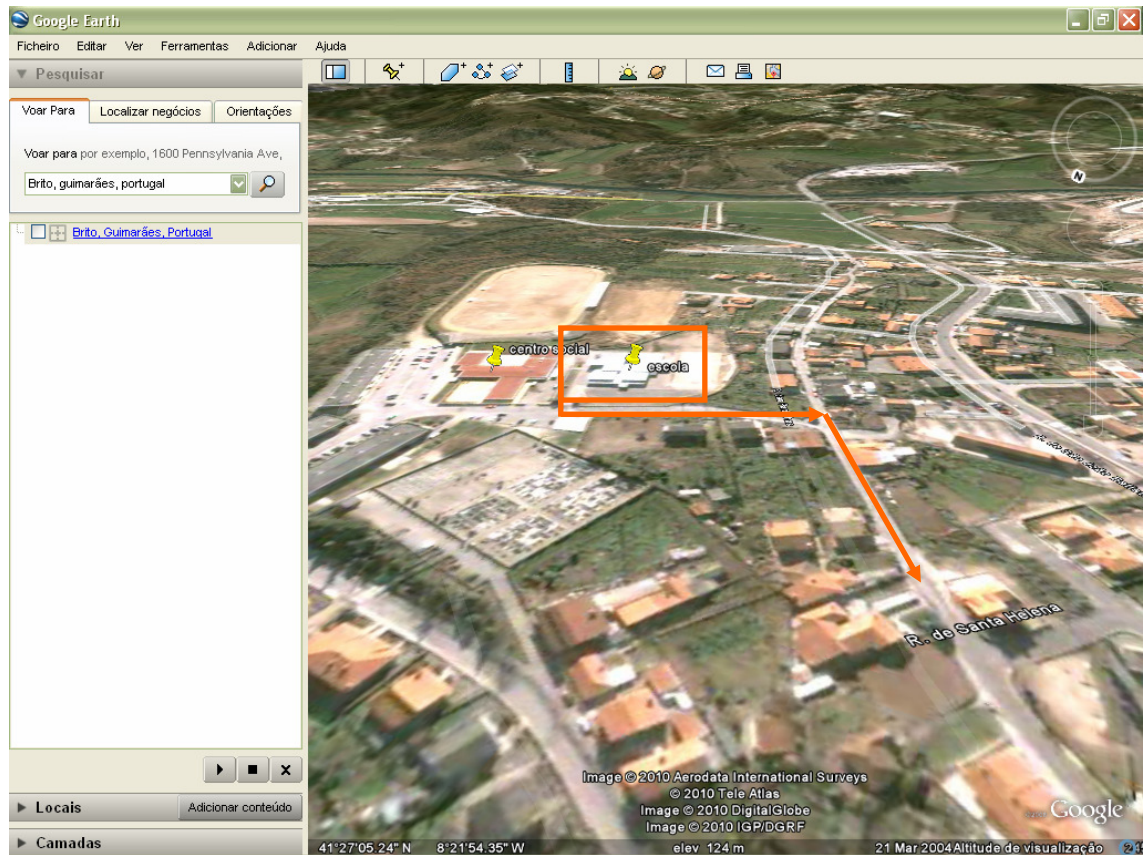 Google Earth
Ficheiro Editar Ver Ferramentas Adicionar Ajuda
Pesquisar
Voar Para Localizar negócios Orientações
Voar para por exemplo, 1600 Pennsylvania Ave,
Brito, guimarães, portugal
Brito, Guimarães, Portugal
N
centro social
escola
R. de Santa Helena
Image © 2010 Aerodata International Surveys
© 2010 Tele Atlas
Image © 2010 DigitalGlobe
Image © 2010 IGP/DGRF
Google
Locais Adicionar conteúdo
Camadas
41°27'05.24" N 8°21'54.35" W elev 124 m 21 Mar 2004 Altitude de visualização